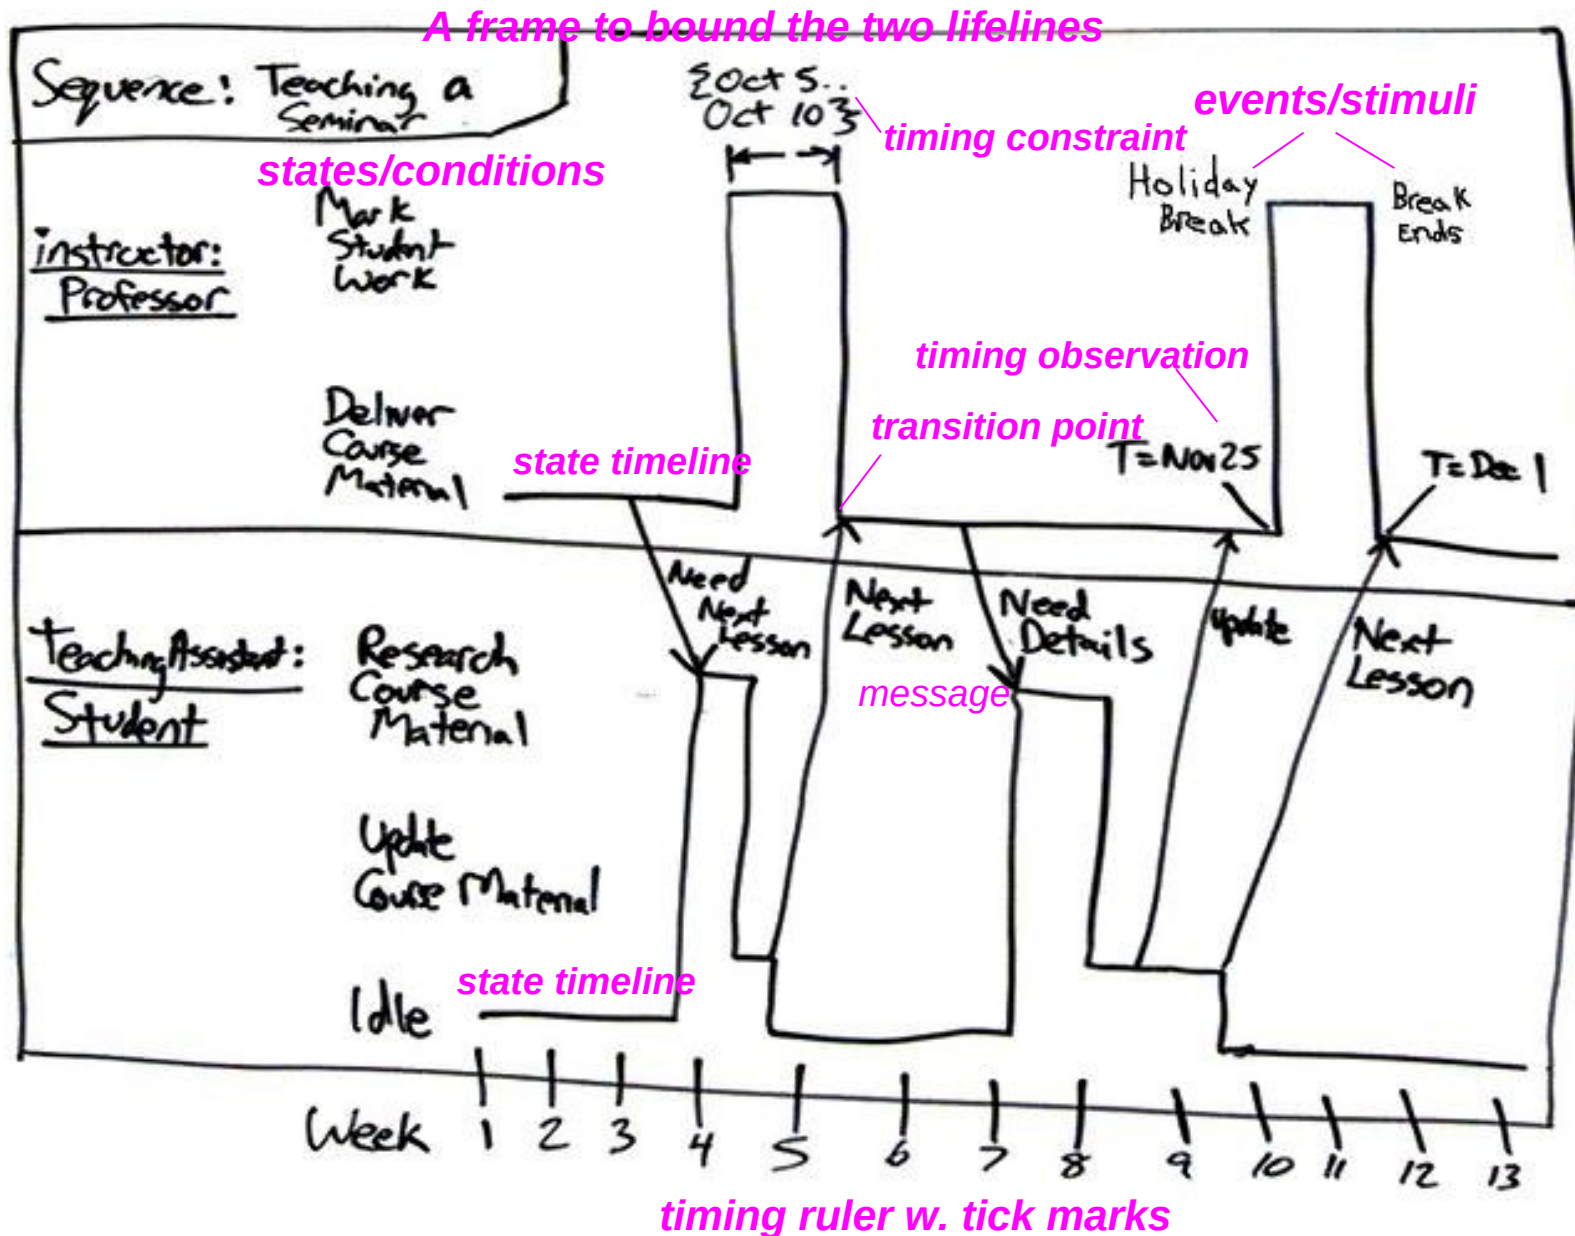 A frame to bound the two lifelines
Sequence: Teaching a
Seminar
{Oct 5..
Oct 10}
timing constraint
events/stimuli
states/conditions
Holiday
Break
Break
Ends
instructor:
Professor
Mark
Student
Work
timing observation
Deliver
Course
Material
state timeline
transition point
T=Nov 25
T=Dec 1
Need
Next
Lesson
Next
Lesson
Need
Details
Update
Next
Lesson
Teaching Assistant:
Student
Research
Course
Material
message
Update
Course Material
state timeline
Idle
Week 1 2 3 4 5 6 7 8 9 10 11 12 13
timing ruler w. tick marks